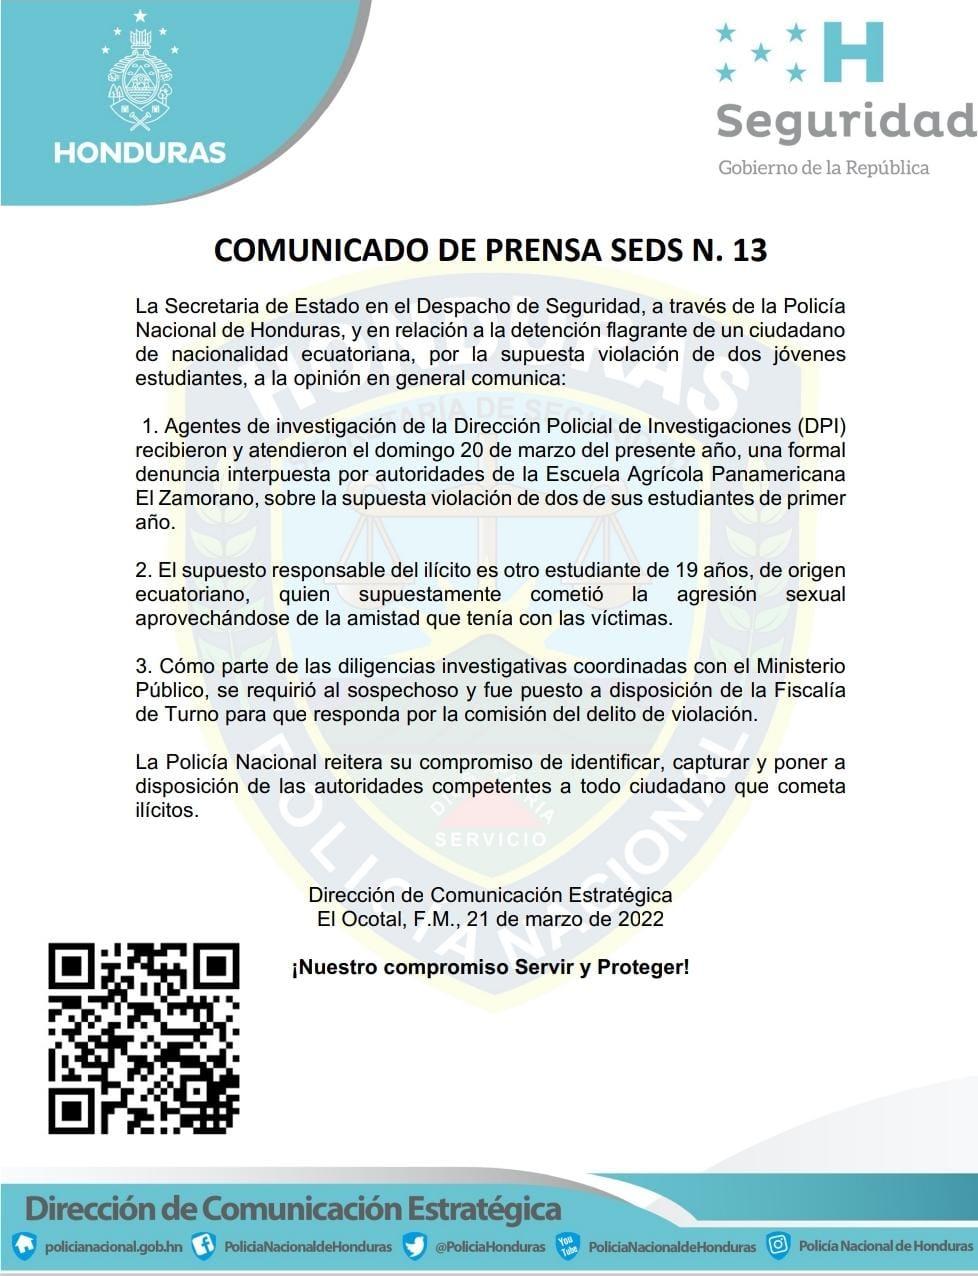 HONDURAS
H
Seguridad
Gobierno de la República
COMUNICADO DE PRENSA SEDS N. 13
La Secretaria de Estado en el Despacho de Seguridad, a través de la Policía
Nacional de Honduras, y en relación a la detención flagrante de un ciudadano
de nacionalidad ecuatoriana, por la supuesta violación de dos jóvenes
estudiantes, a la opinión en general comunica:
1. Agentes de investigación de la Dirección Policial de Investigaciones (DPI)
recibieron y atendieron el domingo 20 de marzo del presente año, una formal
denuncia interpuesta por autoridades de la Escuela Agrícola Panamericana
El Zamorano, sobre la supuesta violación de dos de sus estudiantes de primer
año.
2. El supuesto responsable del ilícito es otro estudiante de 19 años, de origen
ecuatoriano, quien supuestamente cometió la agresión sexual
aprovechándose de la amistad que tenía con las víctimas.
3. Cómo parte de las diligencias investigativas coordinadas con el Ministerio
Público, se requirió al sospechoso y fue puesto a disposición de la Fiscalía
de Turno para que responda por la comisión del delito de violación.
La Policía Nacional reitera su compromiso de identificar, capturar y poner a
disposición de las autoridades competentes a todo ciudadano que cometa
ilícitos.
Dirección de Comunicación Estratégica
El Ocotal, F.M., 21 de marzo de 2022
¡Nuestro compromiso Servir y Proteger!
HONDURAS
POLICIA NACIONAL
SERVICIO
Dirección de Comunicación Estratégica
policianacional.gob.hn PoliciaNacionaldeHonduras @PoliciaHonduras You Tube PoliciaNacionaldeHonduras Policía Nacional de Honduras